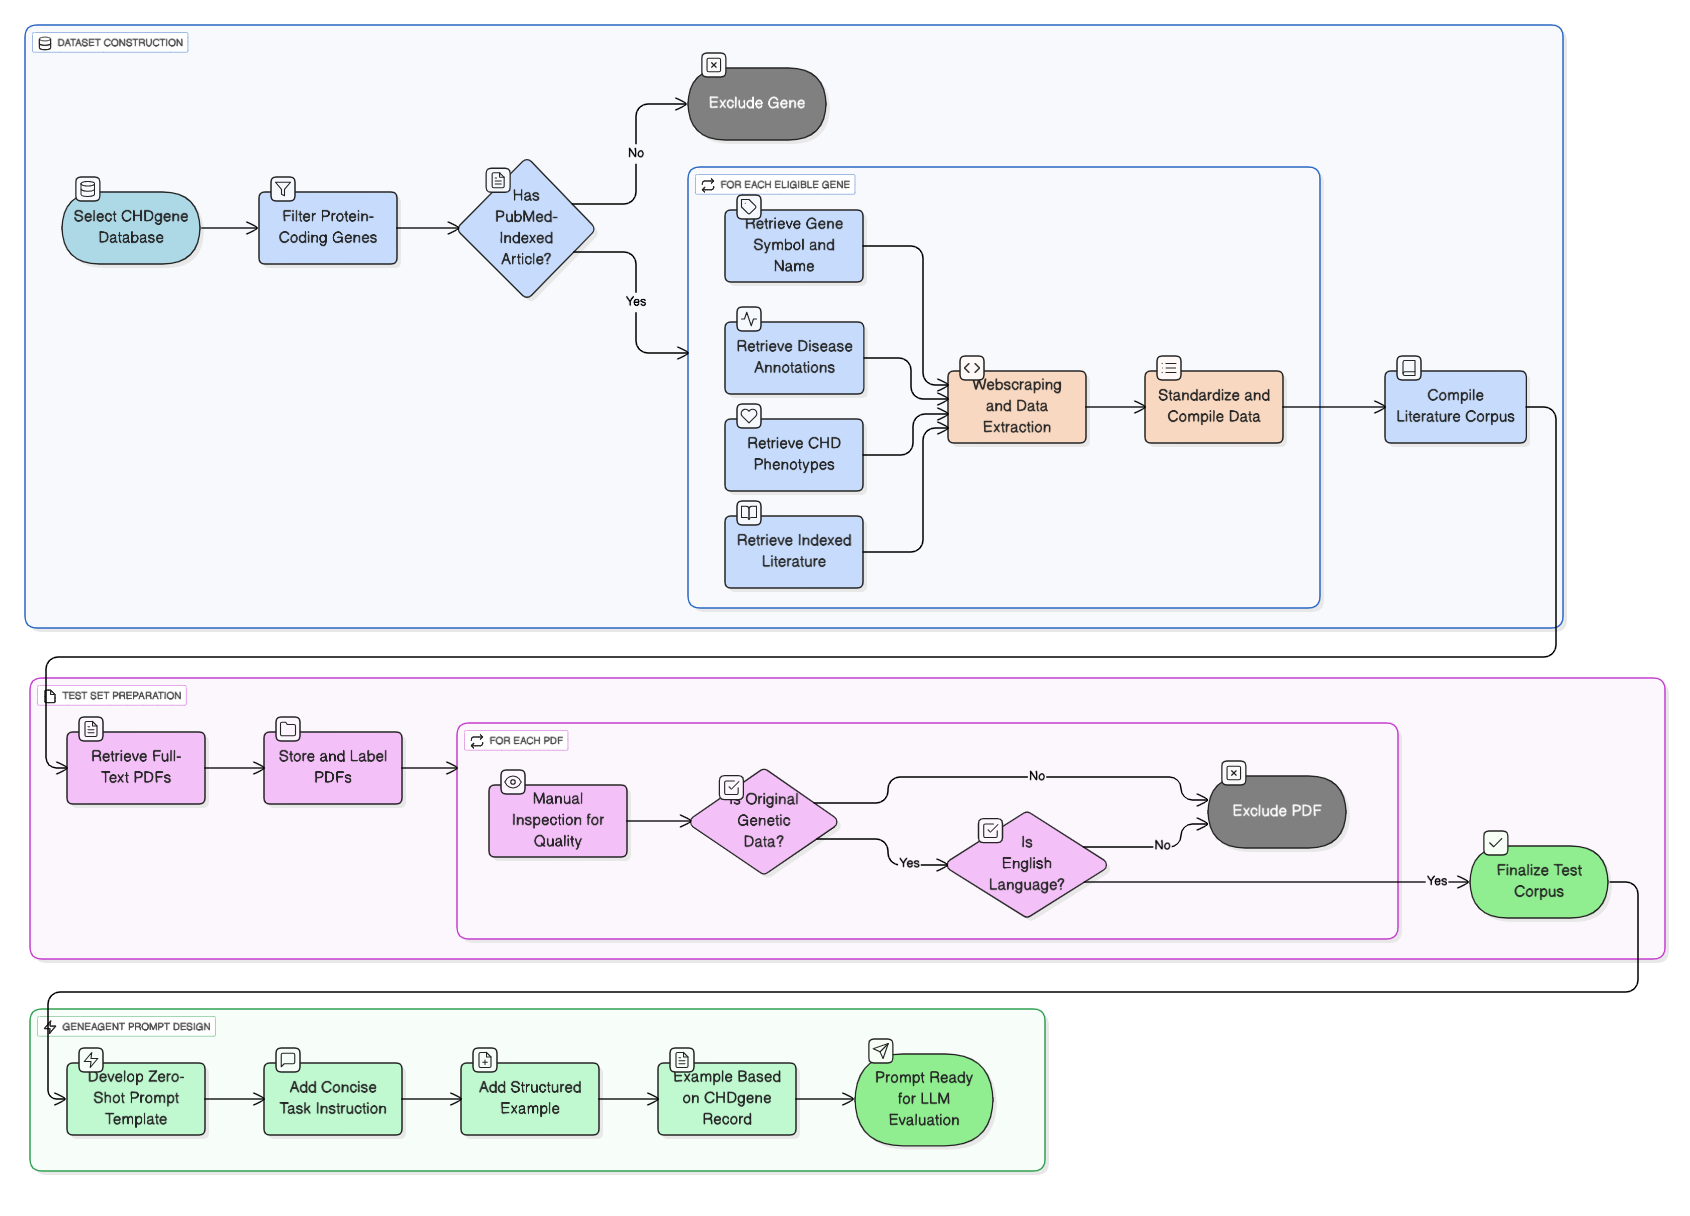 DATASET CONSTRUCTION
Exclude Gene
No
Select CHDgene
Database
Filter Protein-
Coding Genes
Has
PubMed-
Indexed
Article?
Yes
FOR EACH ELIGIBLE GENE
Retrieve Gene
Symbol and
Name
Retrieve Disease
Annotations
Retrieve CHD
Phenotypes
Retrieve Indexed
Literature
Webscraping
and Data
Extraction
Standardize and
Compile Data
Compile
Literature Corpus
TEST SET PREPARATION
Retrieve Full-
Text PDFs
Store and Label
PDFs
FOR EACH PDF
Manual
Inspection for
Quality
Is Original
Genetic
Data?
No
Yes
Is
English
Language?
No
Exclude PDF
Yes
Finalize Test
Corpus
GENEAGENT PROMPT DESIGN
Develop Zero-
Shot Prompt
Template
Add Concise
Task Instruction
Add Structured
Example
Example Based
on CHDgene
Record
Prompt Ready
for LLM
Evaluation